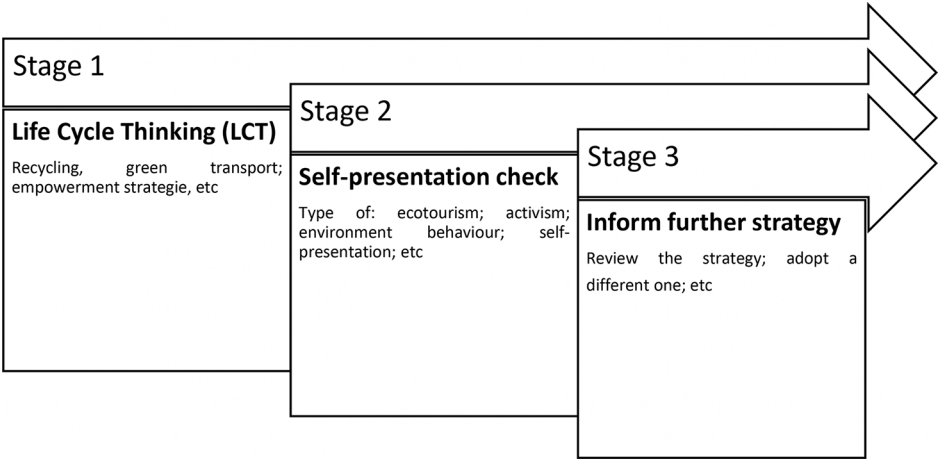 Stage 1
Life Cycle Thinking (LCT)
Recycling, green transport;
empowerment strategie, etc
Stage 2
Self-presentation check
Type of: ecotourism; activism;
environment behaviour; self-
presentation; etc
Stage 3
Inform further strategy
Review the strategy; adopt a
different one; etc